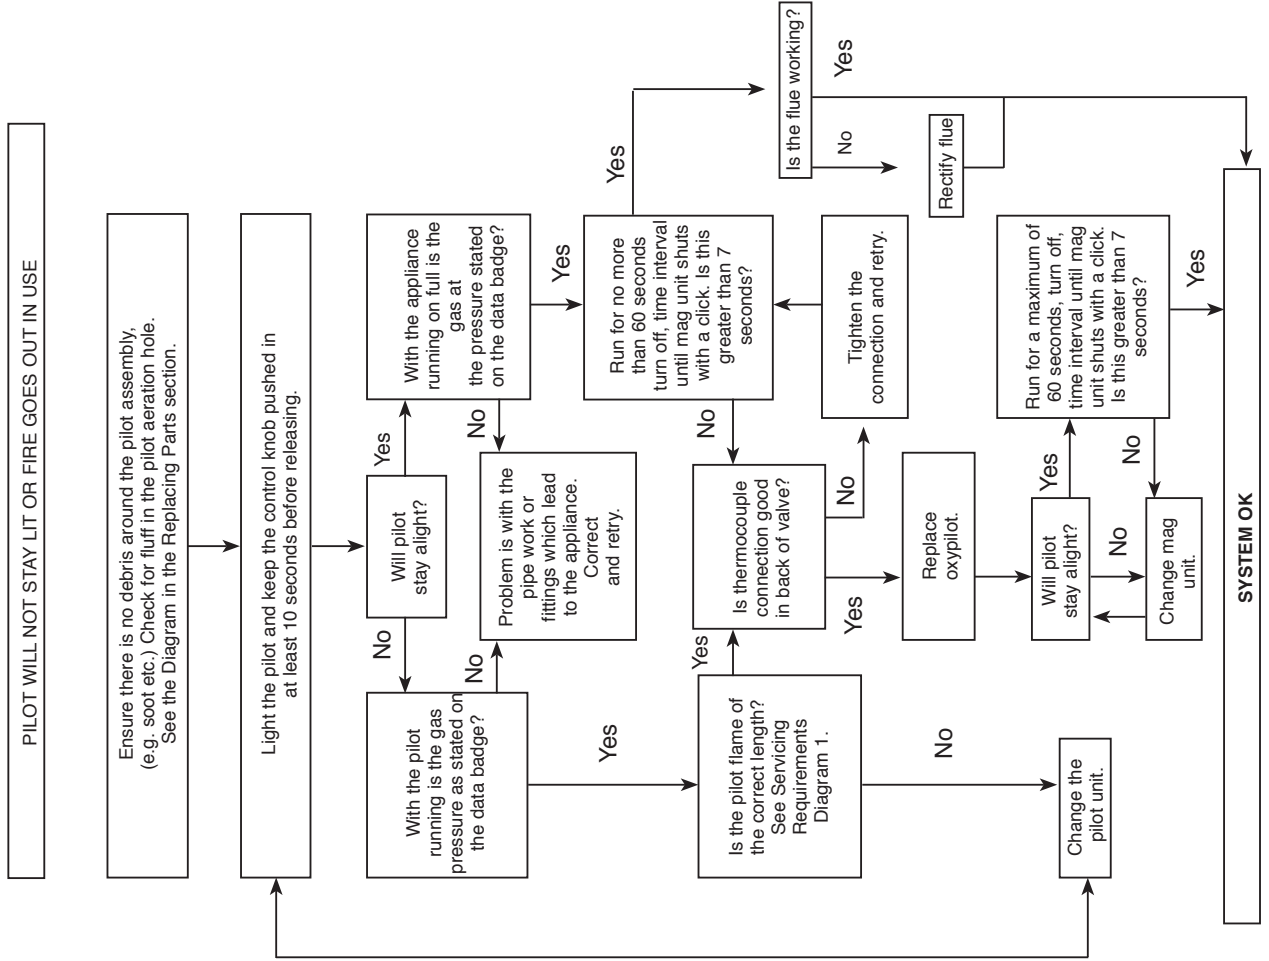 PILOT WILL NOT STAY LIT OR FIRE GOES OUT IN USE
Ensure there is no debris around the pilot assembly,
(e.g. soot etc.) Check for fluff in the pilot aeration hole.
See the Diagram in the Replacing Parts section.
Light the pilot and keep the control knob pushed in
at least 10 seconds before releasing.
Will pilot
stay alight?
No
Yes
With the pilot
running is the gas
pressure as stated on
the data badge?
With the appliance
running on full is the
gas at
the pressure stated
on the data badge?
No
No
Problem is with the
pipe work or
fittings which lead
to the appliance.
Correct
and retry.
Yes
Yes
Run for no more
than 60 seconds
turn off, time interval
until mag unit shuts
with a click. Is this
greater than 7
seconds?
Yes
Is the flue working?
No
Yes
Rectify flue
Is the pilot flame of
the correct length?
See Servicing
Requirements
Diagram 1.
Yes
No
Is thermocouple
connection good
in back of valve?
No
Tighten the
connection and retry.
Yes
Replace
oxypilot.
Will pilot
stay alight?
Yes
Run for a maximum of
60 seconds, turn off,
time interval until mag
unit shuts with a click.
Is this greater than 7
seconds?
No
No
Change mag
unit.
No
Change the
pilot unit.
Yes
SYSTEM OK